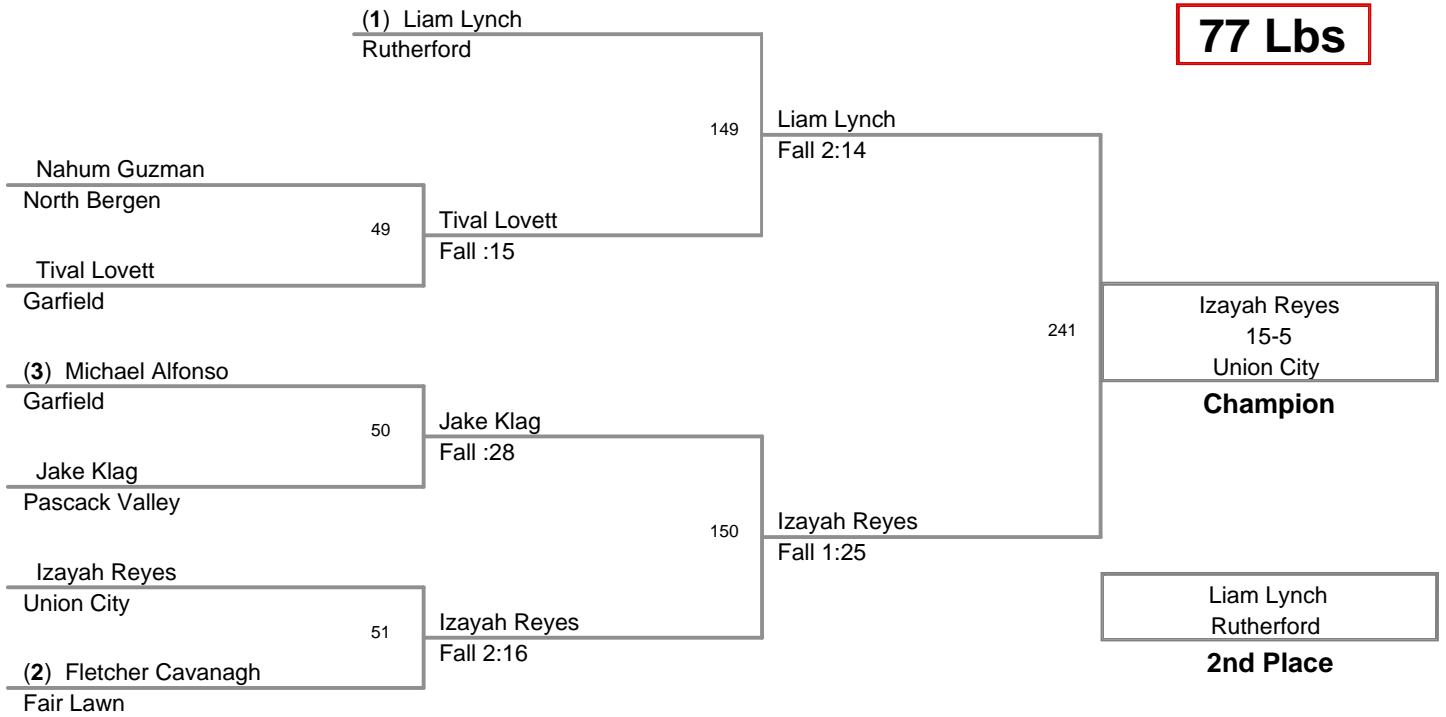 (1) Liam Lynch
Rutherford
77 Lbs
149
Liam Lynch
Fall 2:14
Nahum Guzman
North Bergen
49
Tival Lovett
Fall :15
Tival Lovett
Garfield
241
Izayah Reyes
15-5
Union City
Champion
(3) Michael Alfonso
Garfield
50
Jake Klag
Fall :28
Jake Klag
Pascack Valley
150
Izayah Reyes
Fall 1:25
Izayah Reyes
Union City
51
Izayah Reyes
Fall 2:16
(2) Fletcher Cavanagh
Fair Lawn
Liam Lynch
Rutherford
2nd Place